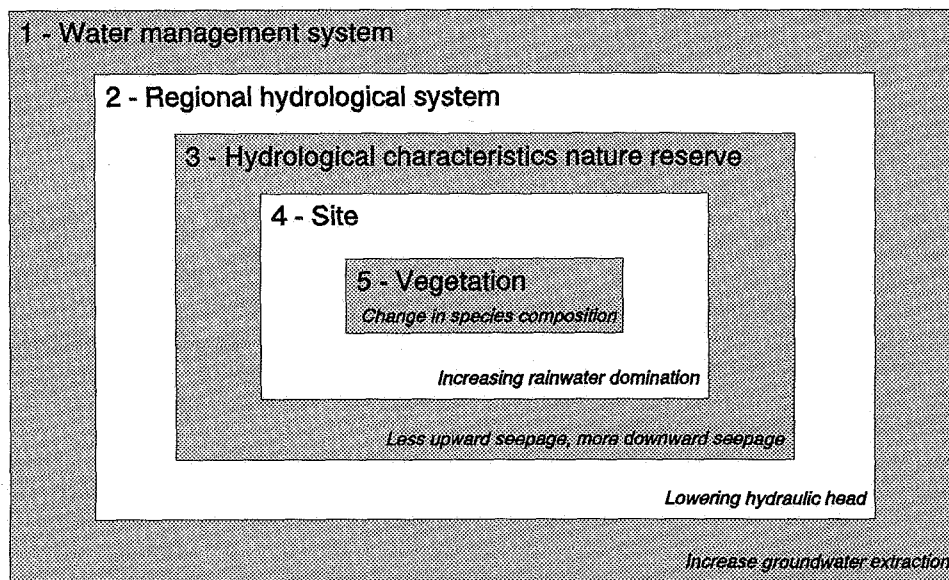 1 - Water management system
2 - Regional hydrological system
3 - Hydrological characteristics nature reserve
4 - Site
5 - Vegetation
Change in species composition
Increasing rainwater domination
Less upward seepage, more downward seepage
Lowering hydraulic head
Increase groundwater extraction